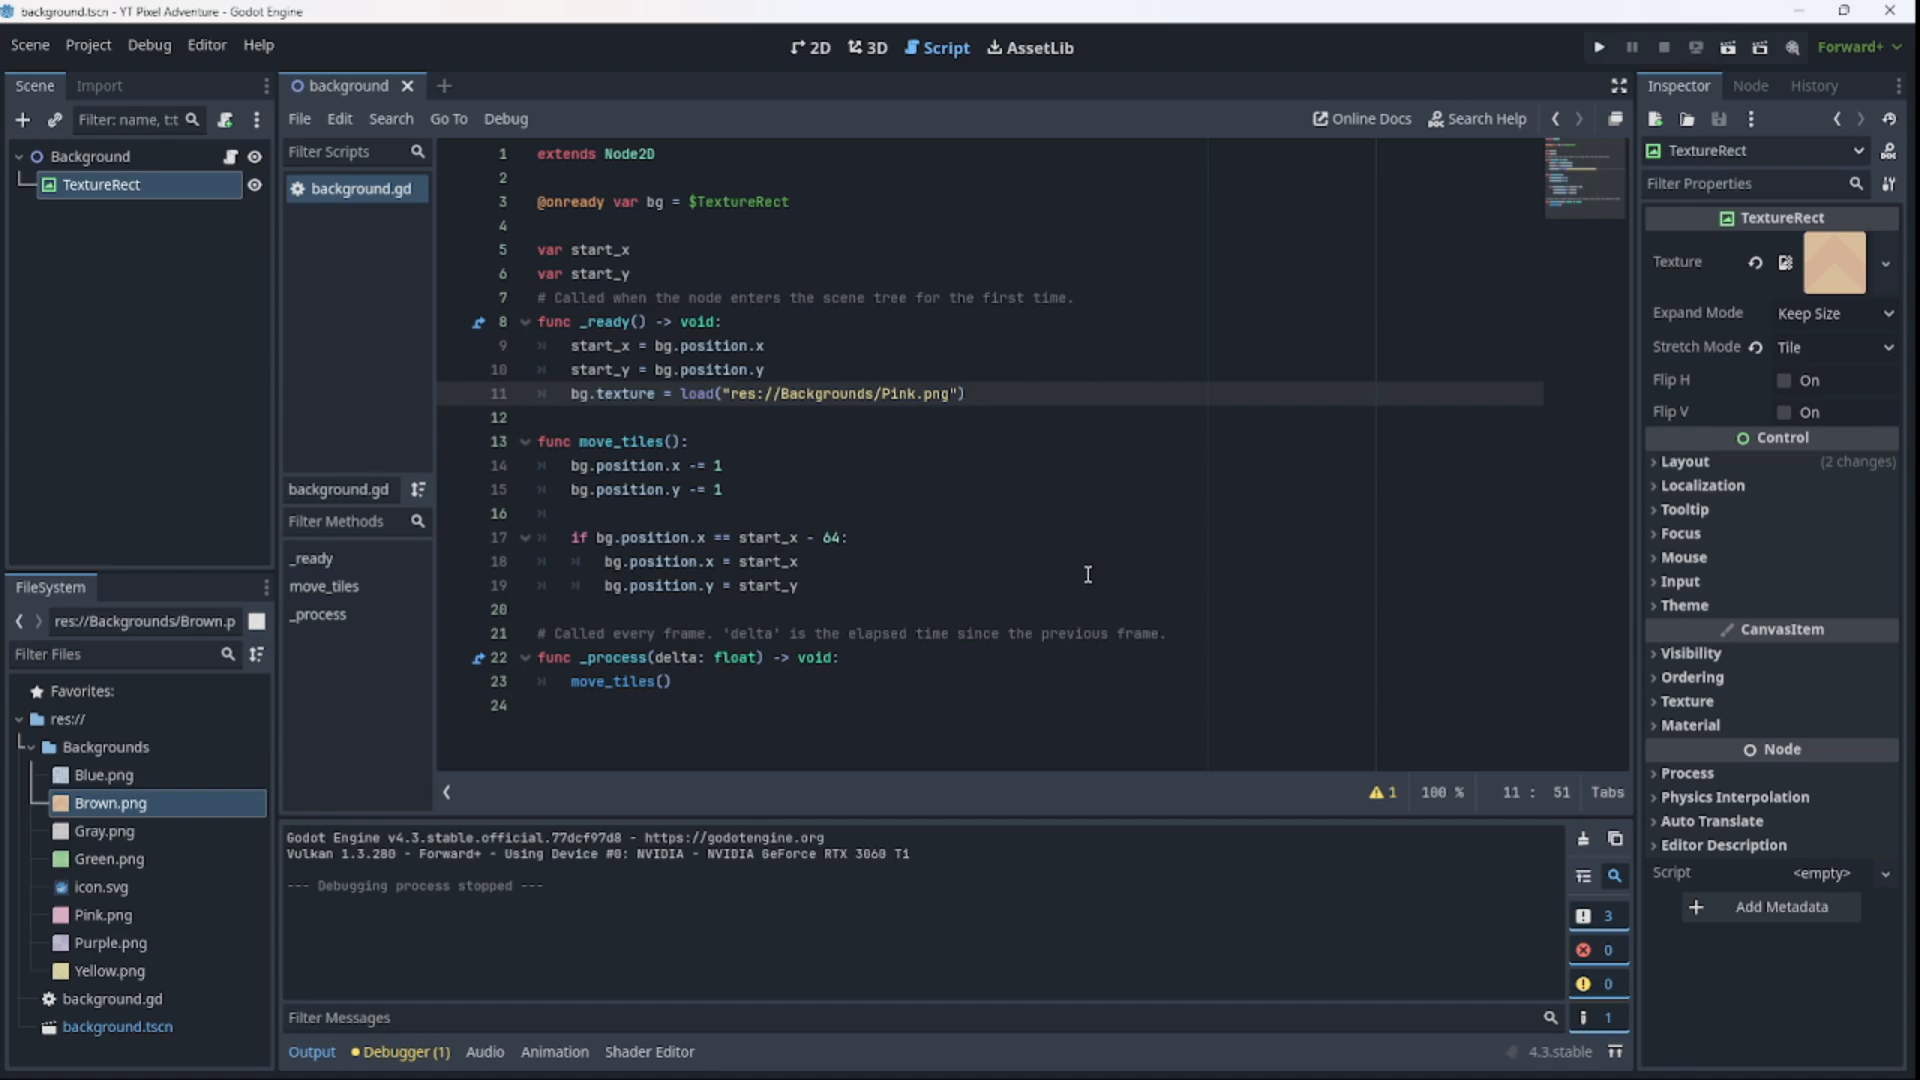 background.tscn - YT Pixel Adventure - Godot Engine
Scene Project Debug Editor Help
2D 3D Script AssetLib
Forward+
Scene Import
Filter: name, t:t
Background
TextureRect
background
File Edit Search Go To Debug
Online Docs Search Help
Filter Scripts
background.gd
background.gd
Filter Methods
_ready
move_tiles
_process
1 extends Node2D
2
3 @onready var bg = $TextureRect
4
5 var start_x
6 var start_y
7 # Called when the node enters the scene tree for the first time.
8 func _ready() -> void:
9 start_x = bg.position.x
10 start_y = bg.position.y
11 bg.texture = load("res://Backgrounds/Pink.png")
12
13 func move_tiles():
14 bg.position.x -= 1
15 bg.position.y -= 1
16
17 if bg.position.x == start_x - 64:
18 bg.position.x = start_x
19 bg.position.y = start_y
20
21 # Called every frame. 'delta' is the elapsed time since the previous frame.
22 func _process(delta: float) -> void:
23 move_tiles()
24
1 100 % 11 : 51 Tabs
FileSystem
res://Backgrounds/Brown.p
Filter Files
Favorites:
res://
Backgrounds
Blue.png
Brown.png
Gray.png
Green.png
icon.svg
Pink.png
Purple.png
Yellow.png
background.gd
background.tscn
Godot Engine v4.3.stable.official.77dcf97d8 - https://godotengine.org
Vulkan 1.3.280 - Forward+ - Using Device #0: NVIDIA - NVIDIA GeForce RTX 3060 Ti
--- Debugging process stopped ---
3
0
0
1
Filter Messages
Output Debugger (1) Audio Animation Shader Editor
4.3.stable
Inspector Node History
TextureRect
Filter Properties
TextureRect
Texture
Expand Mode Keep Size
Stretch Mode Tile
Flip H On
Flip V On
Control
Layout (2 changes)
Localization
Tooltip
Focus
Mouse
Input
Theme
CanvasItem
Visibility
Ordering
Texture
Material
Node
Process
Physics Interpolation
Auto Translate
Editor Description
Script <empty>
Add Metadata